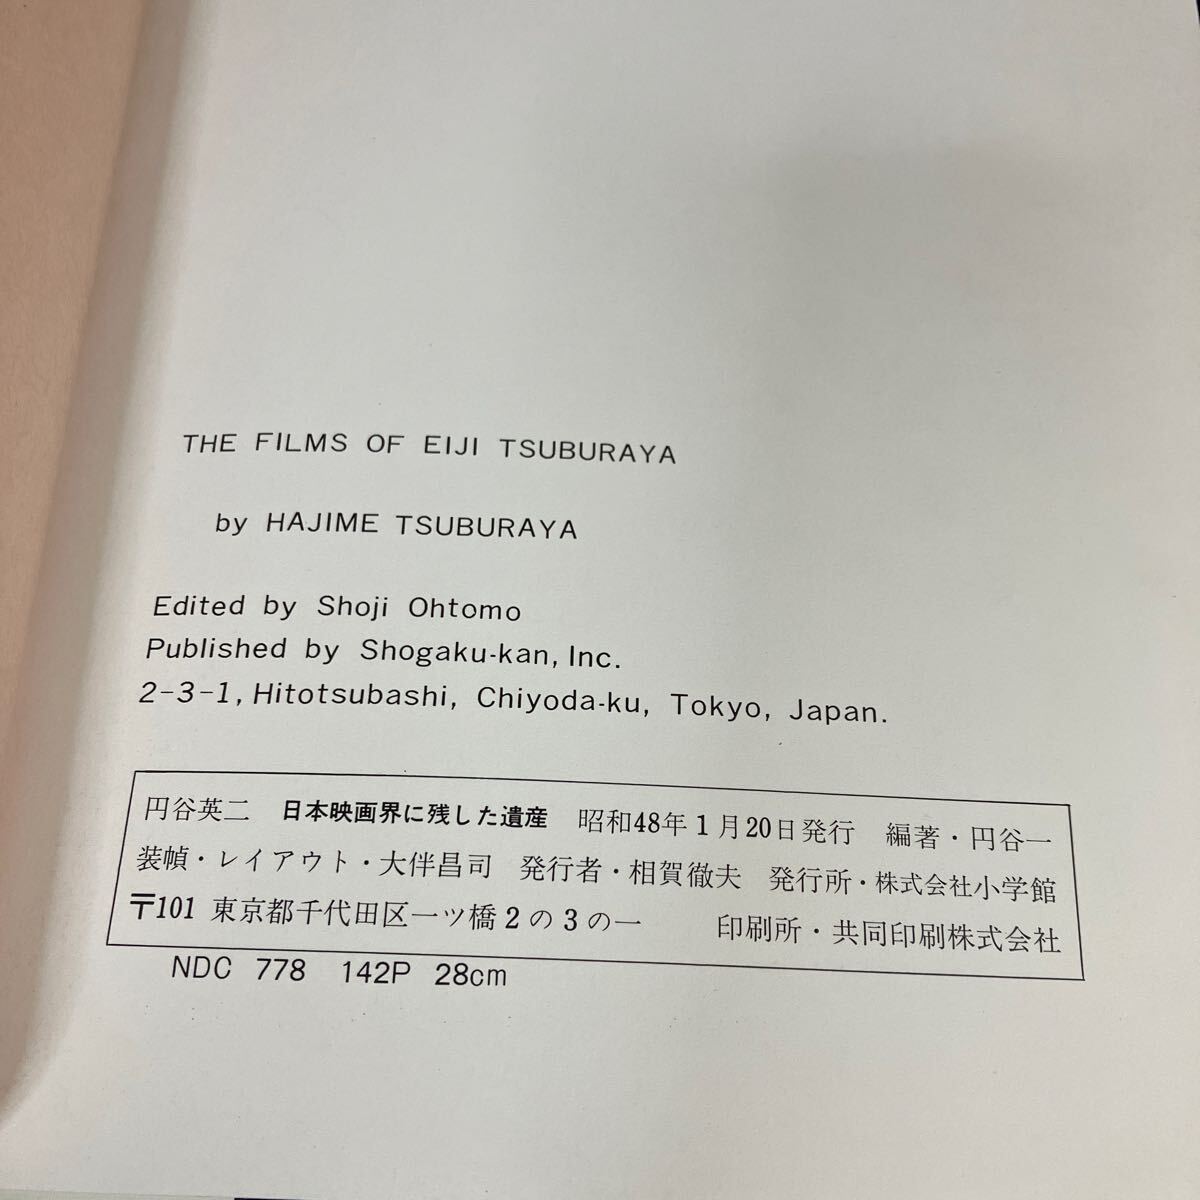 THE FILMS OF EIJI TSUBURAYA
by HAJIME TSUBURAYA
Edited by Shoji Ohtomo
Published by Shogaku-kan, Inc.
2-3-1, Hitotsubashi, Chiyoda-ku, Tokyo, Japan.
円谷英二 日本映画界に残した遺産 昭和48年1月20日発行 編著・円谷一
装幀・レイアウト・大伴昌司 発行者・相賀徹夫 発行所・株式会社小学館
〒101 東京都千代田区一ツ橋2の3の一 印刷所・共同印刷株式会社
NDC 778 142P 28cm